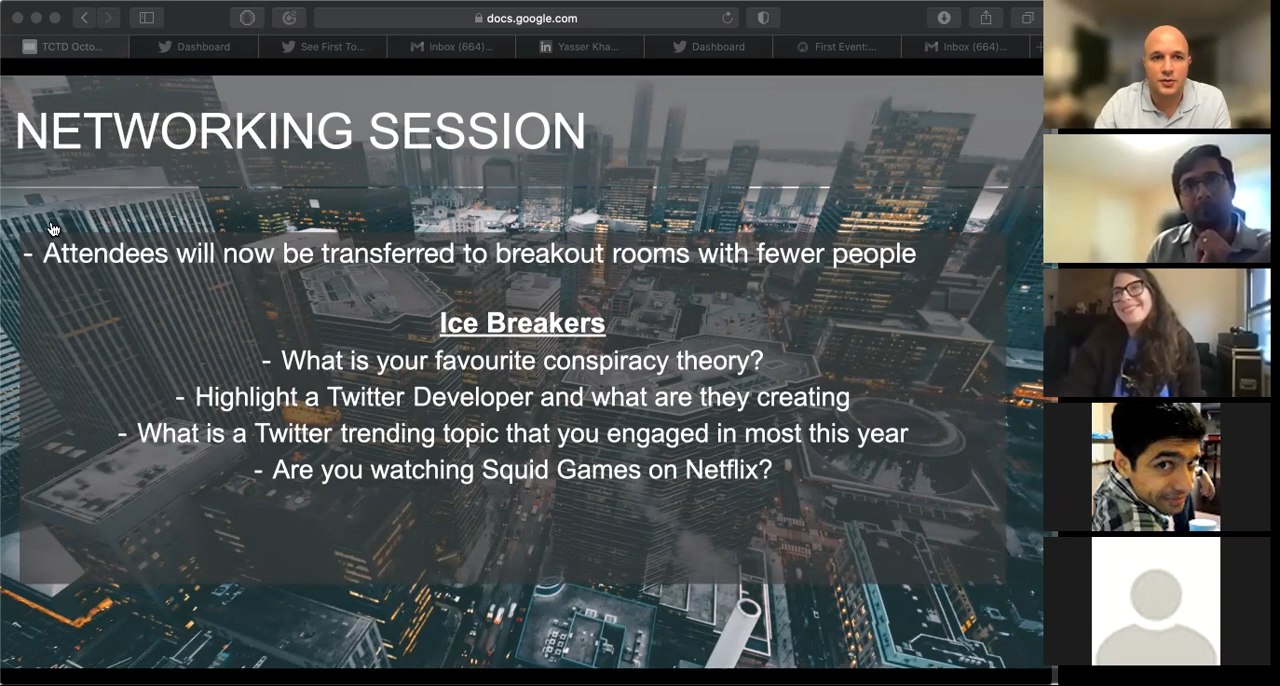 docs.google.com
TCTD Octo...
Dashboard
See First To...
Inbox (664)...
Yasser Kha...
Dashboard
First Event:...
Inbox (664)...
NETWORKING SESSION
- Attendees will now be transferred to breakout rooms with fewer people
Ice Breakers
- What is your favourite conspiracy theory?
- Highlight a Twitter Developer and what are they creating
- What is a Twitter trending topic that you engaged in most this year
- Are you watching Squid Games on Netflix?